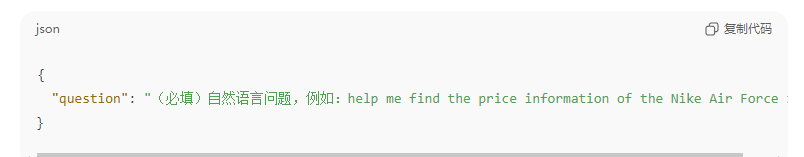 json
复制代码
{
"question": "（必填）自然语言问题，例如：help me find the price information of the Nike Air Force
}